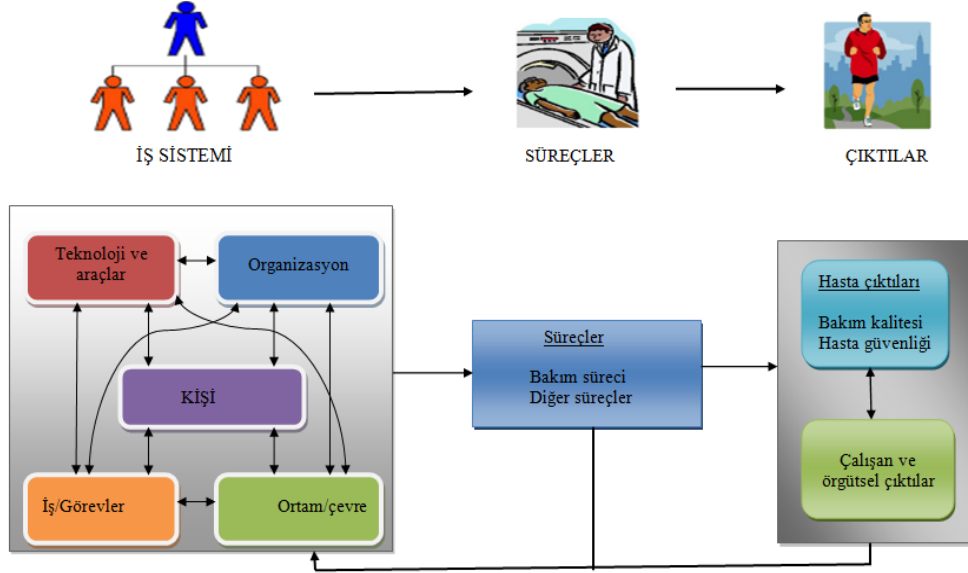 İŞ SİSTEMİ
SÜREÇLER
ÇIKTILAR
Teknoloji ve
araçlar
Organizasyon
KİŞİ
İş/Görevler
Ortam/çevre
Süreçler
Bakım süreci
Diğer süreçler
Hasta çıktıları
Bakım kalitesi
Hasta güvenliği
Çalışan ve
örgütsel çıktılar